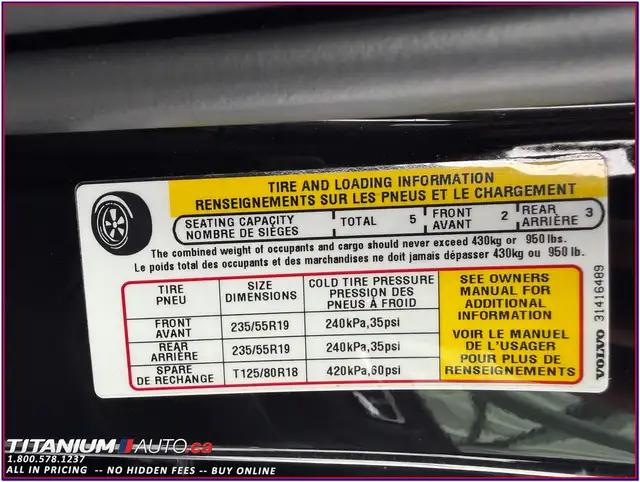 TIRE AND LOADING INFORMATION
RENSEIGNEMENTS SUR LES PNEUS ET LE CHARGEMENT
SEATING CAPACITY
NOMBRE DE SIÈGES
TOTAL 5
FRONT
AVANT
2
REAR
ARRIÈRE
3
The combined weight of occupants and cargo should never exceed 430kg or 950 lbs.
Le poids total des occupants et des marchandises ne doit jamais dépasser 430kg ou 950 lb.
TIRE
PNEU
SIZE
DIMENSIONS
COLD TIRE PRESSURE
PRESSION DES
PNEUS À FROID
FRONT
AVANT
235/55R19
240kPa,35psi
REAR
ARRIÈRE
235/55R19
240kPa,35psi
SPARE
DE RECHANGE
T125/80R18
420kPa,60psi
SEE OWNERS
MANUAL FOR
ADDITIONAL
INFORMATION
VOIR LE MANUEL
DE L'USAGER
POUR PLUS DE
RENSEIGNEMENTS
VOLVO 31416489
TITANIUM AUTO.ca
1.800.578.1237
ALL IN PRICING -- NO HIDDEN FEES -- BUY ONLINE